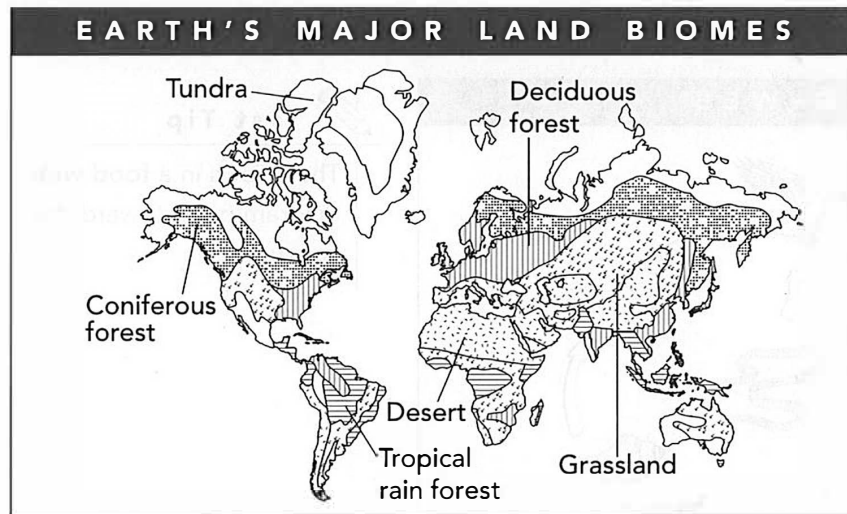 EARTH'S MAJOR LAND BIOMES
Tundra
Deciduous
forest
Coniferous
forest
Desert
Tropical
rain forest
Grassland